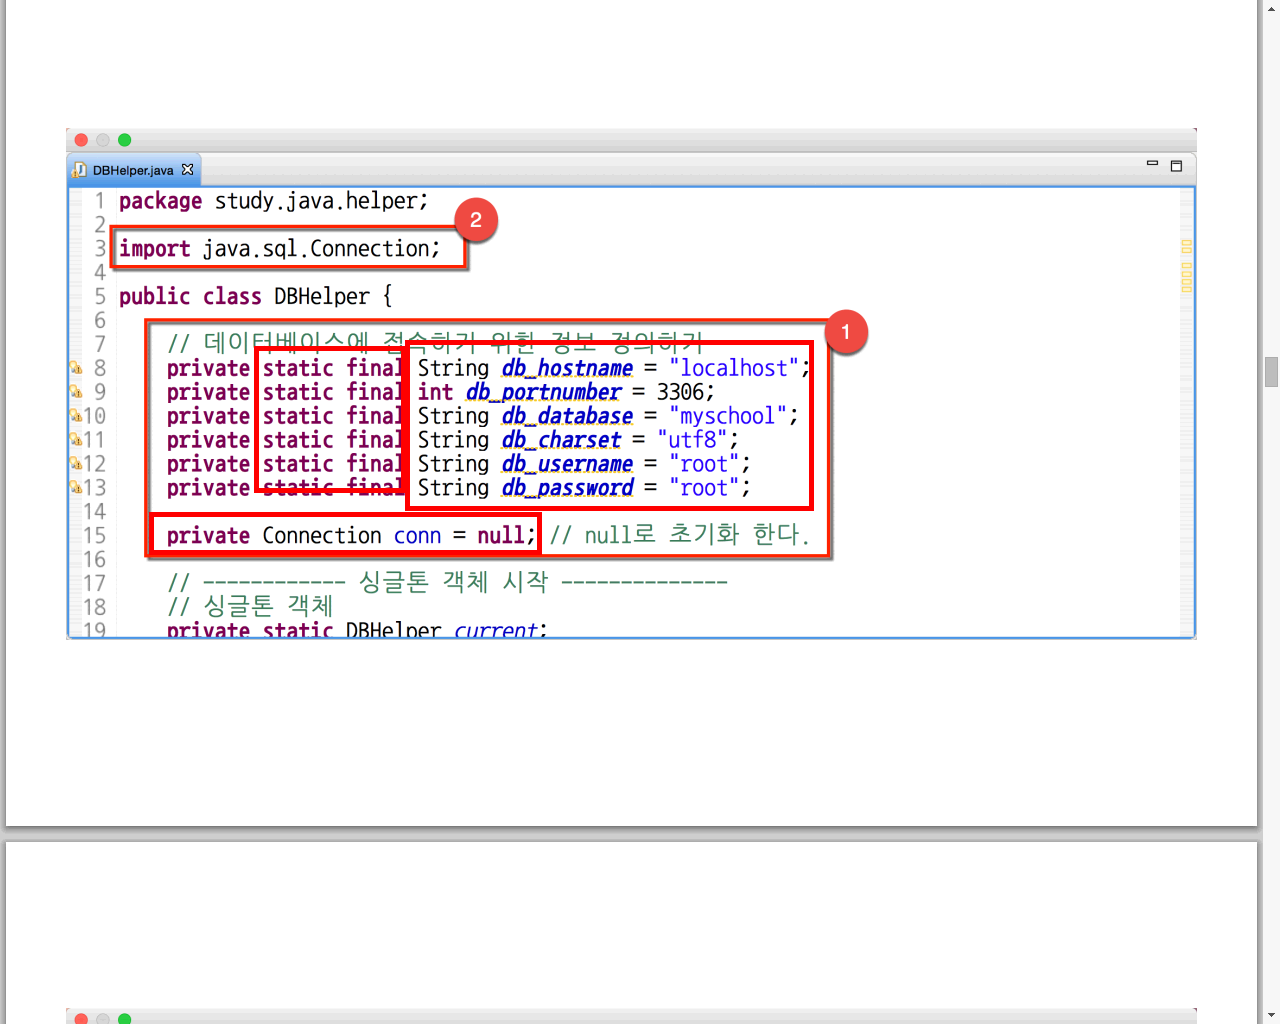 DBHelper.java
1 package study.java.helper;
2
2
3 import java.sql.Connection;
4
5 public class DBHelper {
6
1
7 // 데이터베이스에 접속하기 위한 정보 정의하기
8 private static final String db_hostname = "localhost";
9 private static final int db_portnumber = 3306;
10 private static final String db_database = "myschool";
11 private static final String db_charset = "utf8";
12 private static final String db_username = "root";
13 private static final String db_password = "root";
14
15 private Connection conn = null; // null로 초기화 한다.
16
17 // ------------ 싱글톤 객체 시작 --------------
18 // 싱글톤 객체
19 private static DBHelper current;